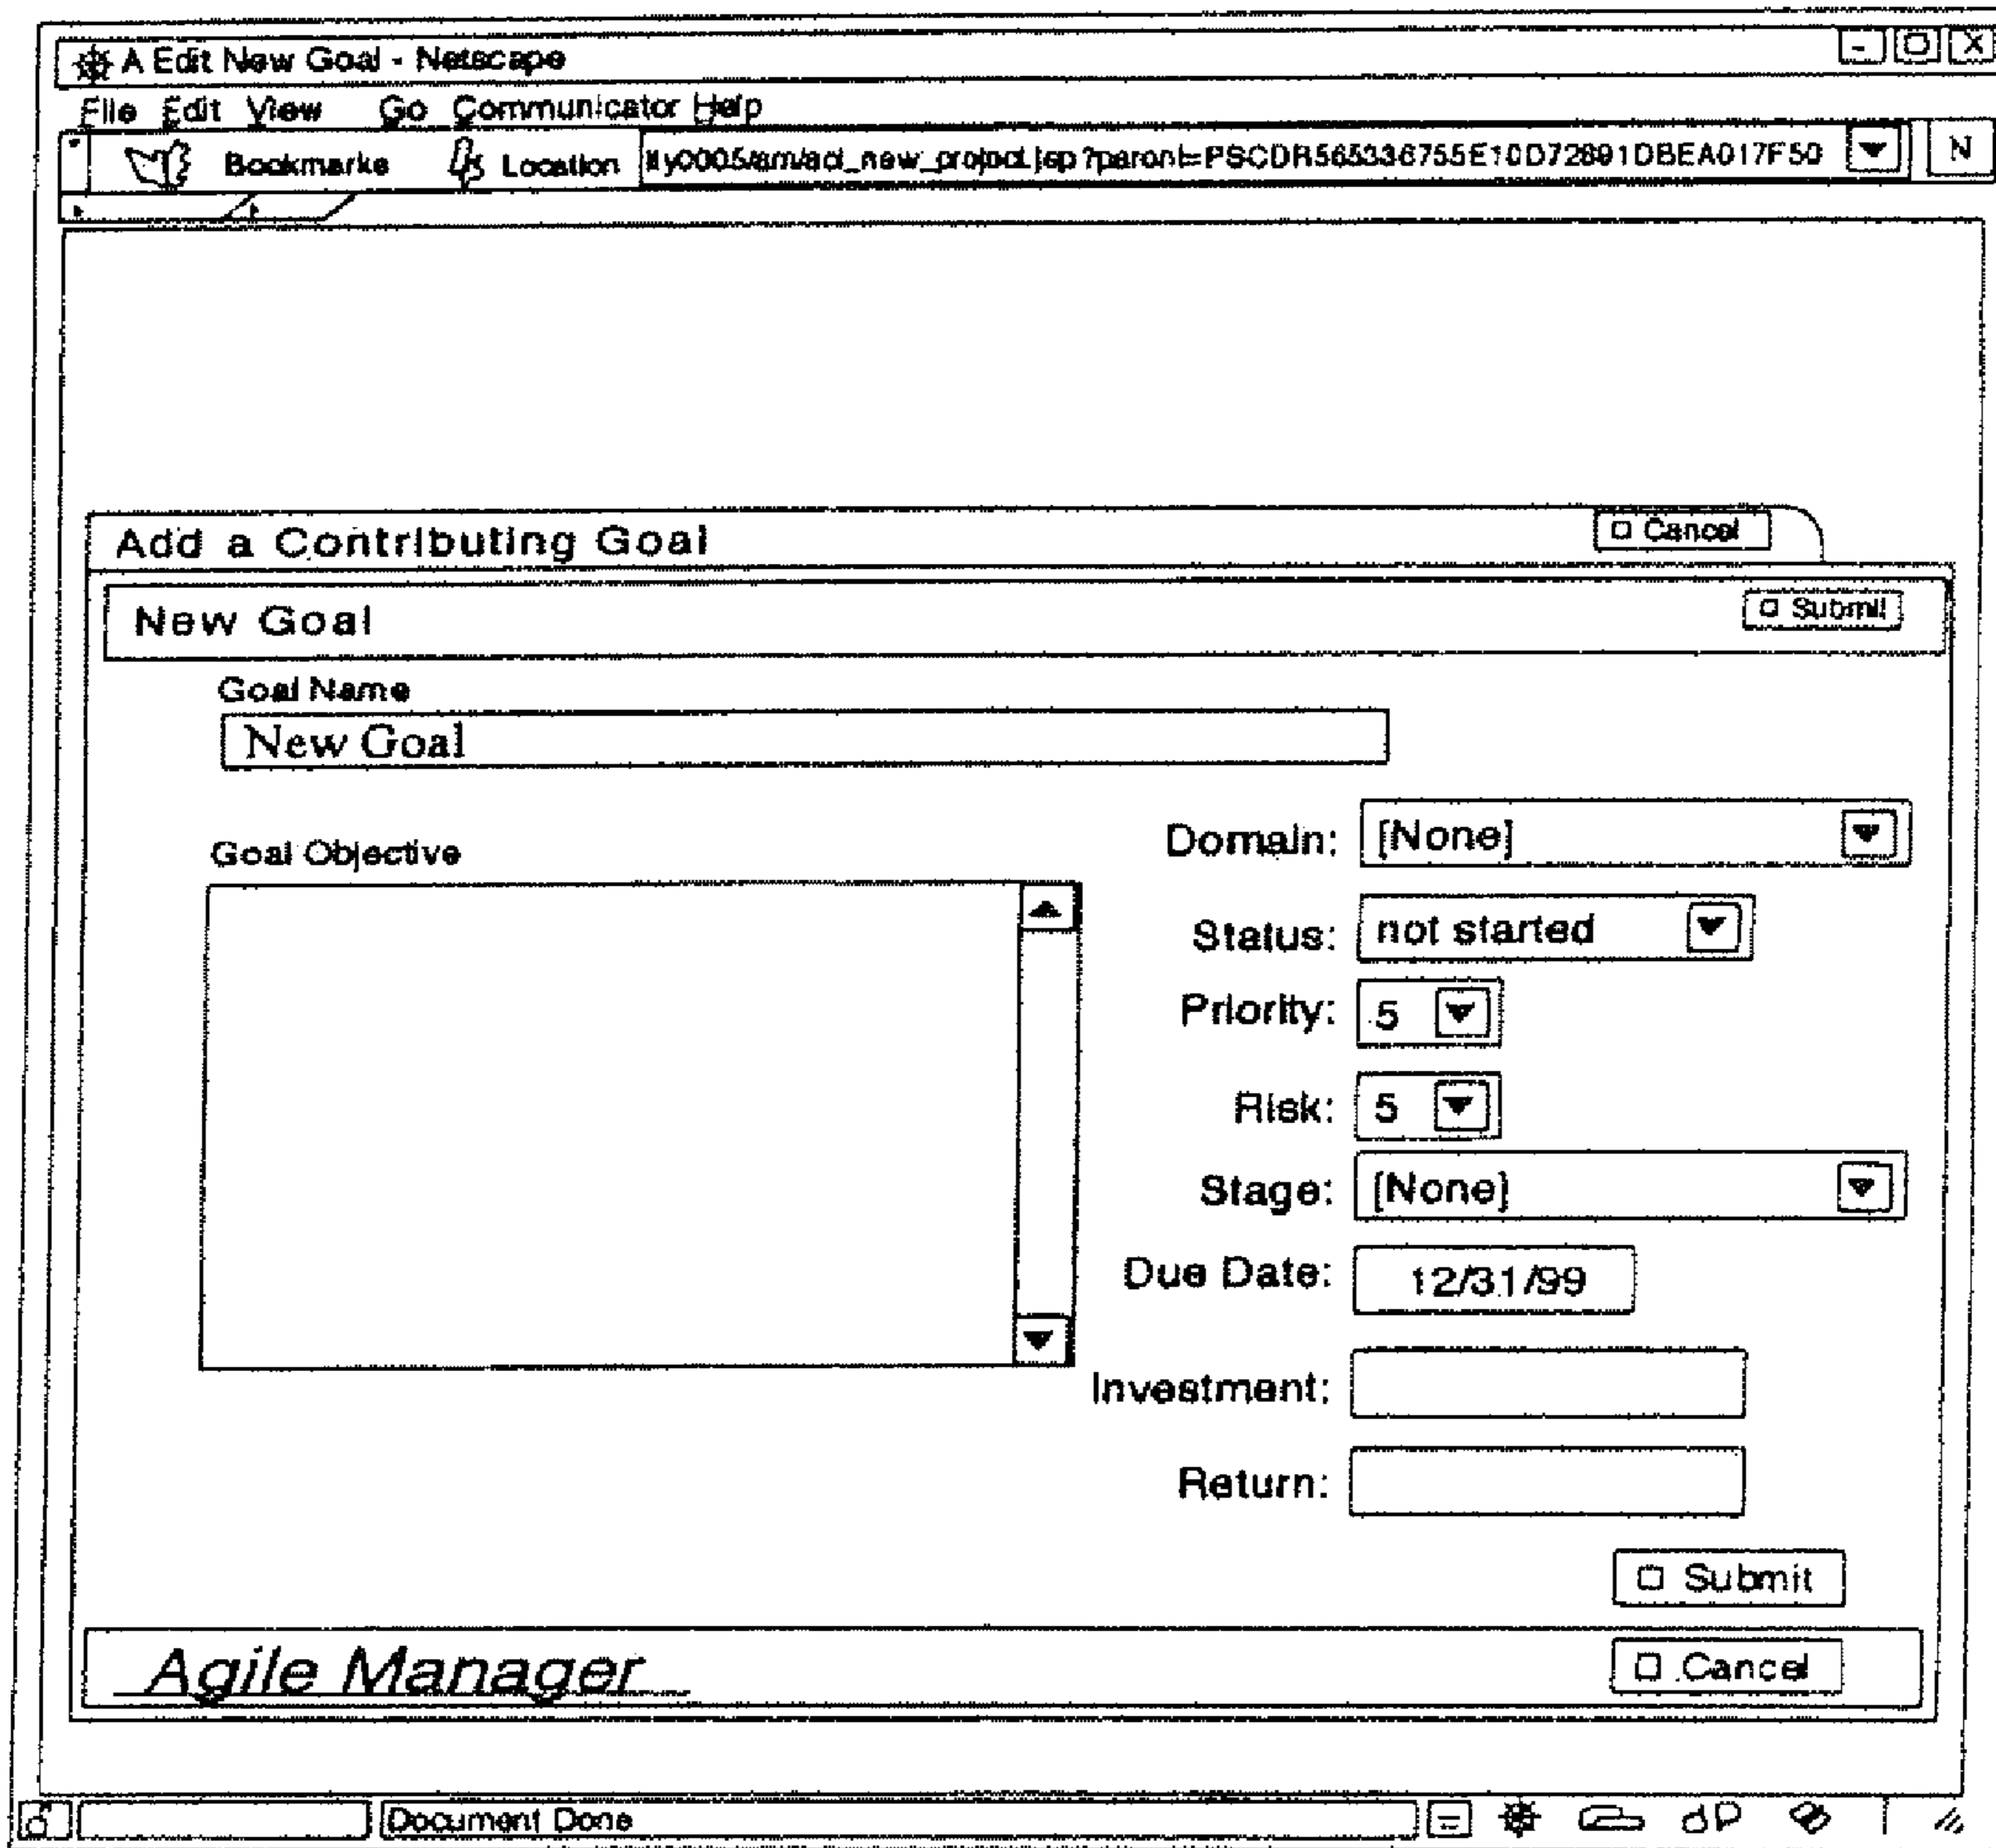 A Edit New Goal - Netscape
File Edit View Go Communicator Help
Bookmarks Location
N
Add a Contributing Goal Cancel
New Goal Submit
Goal Name
New Goal
Goal Objective
Domain: [None]
Status: not started
Priority: 5
Risk: 5
Stage: [None]
Due Date: 12/31/99
Investment:
Return:
Submit
Agile Manager Cancel
Document Done